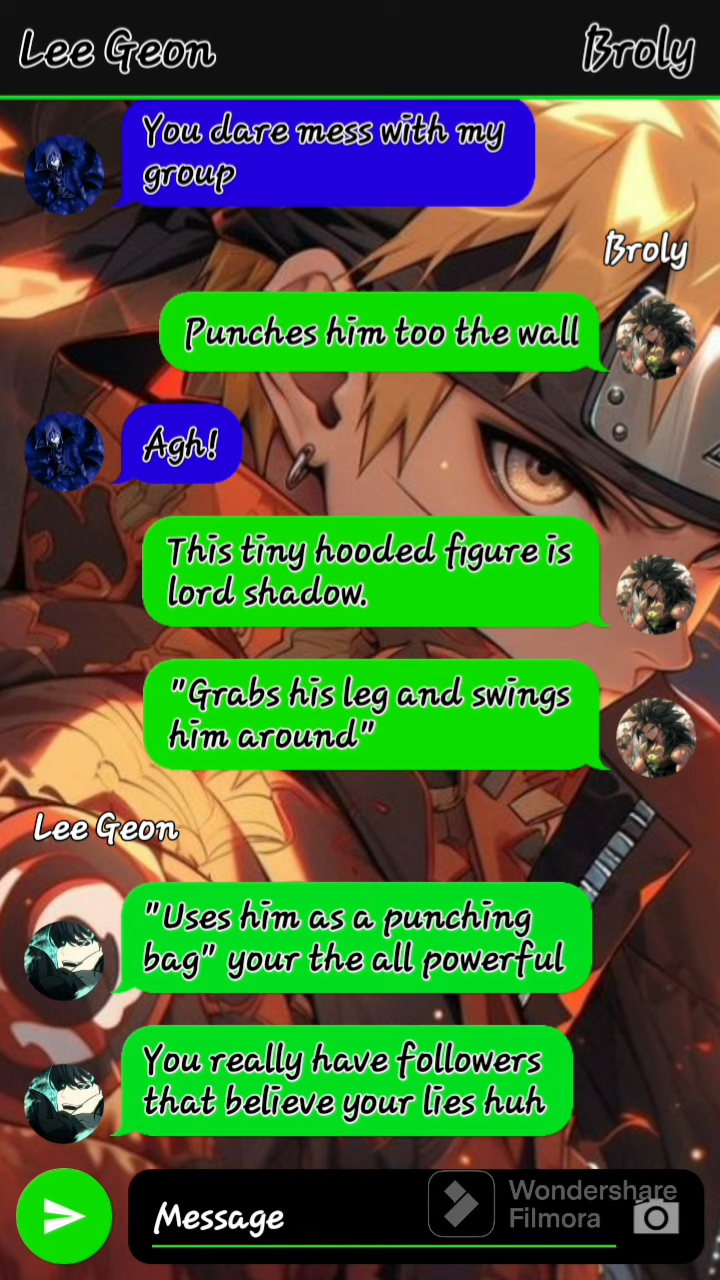 Lee Geon
Broly
You dare mess with my
group
Broly
Punches him too the wall
Agh!
This tiny hooded figure is
lord shadow.
"Grabs his leg and swings
him around"
Lee Geon
"Uses him as a punching
bag" your the all powerful
You really have followers
that believe your lies huh
Message
Wondershare
Filmora